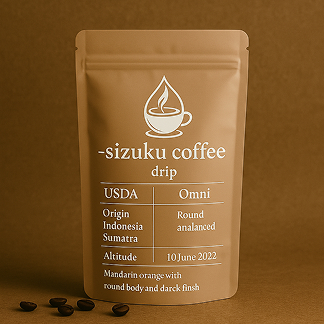 -sizuku coffee
drip
USDA Omni
Origin Round
Indonesia analanced
Sumatra
Altitude 10 June 2022
Mandarin orange with
round body and darck finsh